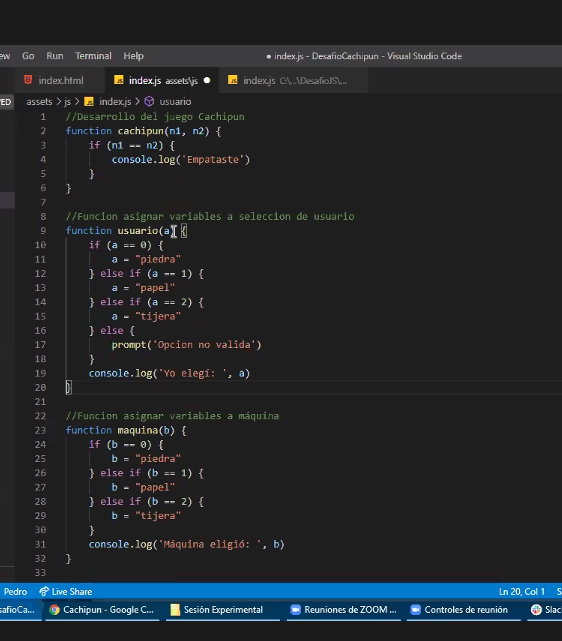 ew Go Run Terminal Help ● index.js - DesafioCachipun - Visual Studio Code
index.html index.js assets\js ● index.js C:\...\DesafioJS\...
assets > js > index.js > usuario
1 //Desarrollo del juego Cachipun
2 function cachipun(n1, n2) {
3 if (n1 == n2) {
4 console.log('Empataste')
5 }
6 }
7
8 //Funcion asignar variables a seleccion de usuario
9 function usuario(a) {
10 if (a == 0) {
11 a = "piedra"
12 } else if (a == 1) {
13 a = "papel"
14 } else if (a == 2) {
15 a = "tijera"
16 } else {
17 prompt('Opcion no valida')
18 }
19 console.log('Yo elegí: ', a)
20 }
21
22 //Funcion asignar variables a máquina
23 function maquina(b) {
24 if (b == 0) {
25 b = "piedra"
26 } else if (b == 1) {
27 b = "papel"
28 } else if (b == 2) {
29 b = "tijera"
30 }
31 console.log('Máquina eligió: ', b)
32 }
33
Pedro Live Share Ln 20, Col 1
safioCa... Cachipun - Google C... Sesión Experimental Reuniones de ZOOM ... Controles de reunión Slac